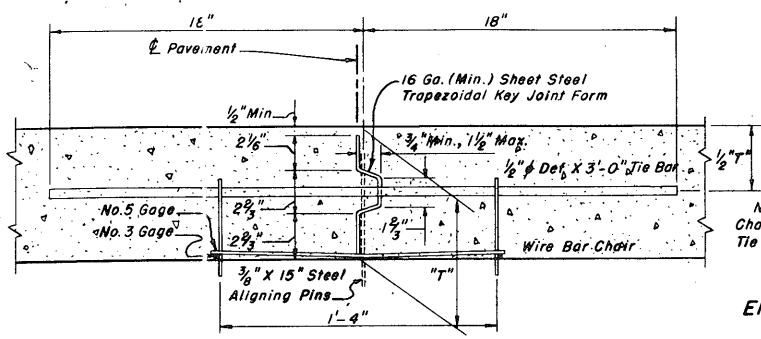 18"
18"
℄ Pavement
16 Ga. (Min.) Sheet Steel
Trapezoidal Key Joint Form
1/2" Min
2 1/6"
3/4" Min., 1 1/2" Max.
1/2" ϕ Def. X 3'-0" Tie Bar
1/2 "T"
No. 5 Gage
2 2/3"
No. 3 Gage
2 2/3"
1 2/3"
Wire Bar Chair
Cha
Tie
3/8" X 15" Steel
Aligning Pins
"T"
1'-4"